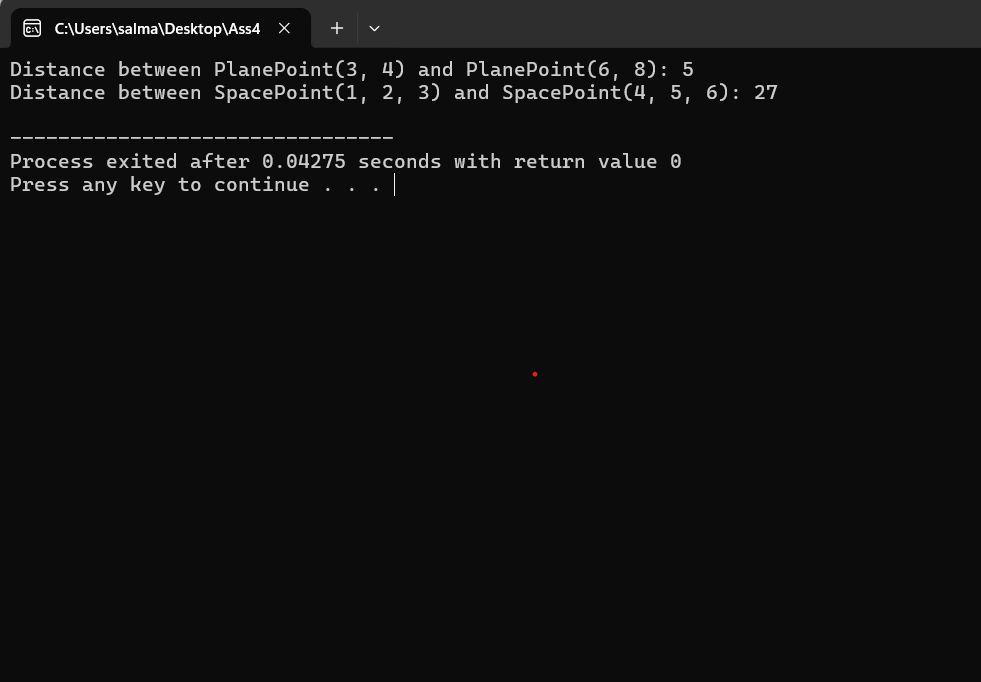 C:\Users\salma\Desktop\Ass4
Distance between PlanePoint(3, 4) and PlanePoint(6, 8): 5
Distance between SpacePoint(1, 2, 3) and SpacePoint(4, 5, 6): 27
--------------------------------
Process exited after 0.04275 seconds with return value 0
Press any key to continue . . .